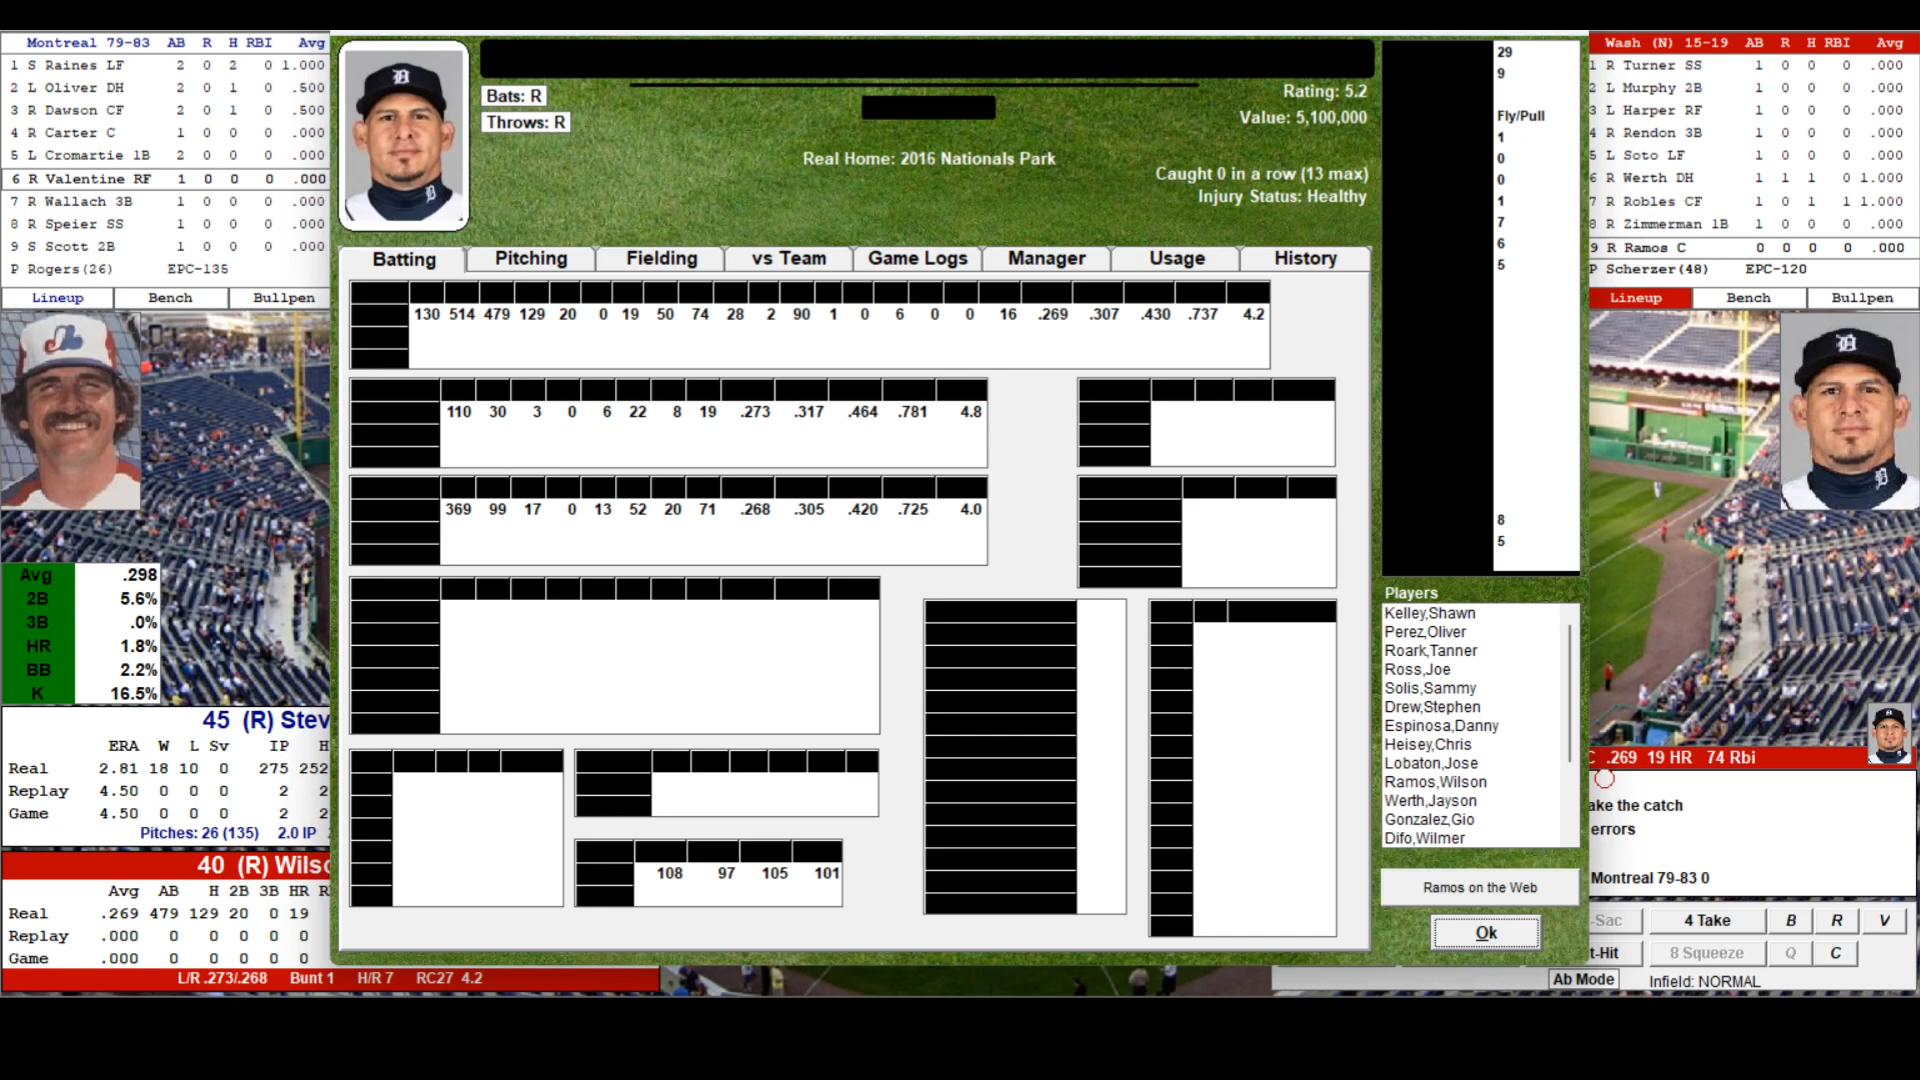 Montreal 79-83 AB R H RBI Avg
1 S Raines LF 2 0 2 0 1.000
2 L Oliver DH 2 0 1 0 .500
3 R Dawson CF 2 0 1 0 .500
4 R Carter C 1 0 0 0 .000
5 L Cromartie 1B 2 0 0 0 .000
6 R Valentine RF 1 0 0 0 .000
7 R Wallach 3B 1 0 0 0 .000
8 R Speier SS 1 0 0 0 .000
9 S Scott 2B 1 0 0 0 .000
P Rogers(26) EPC-135
Lineup Bench Bullpen
Avg .298
2B 5.6%
3B .0%
HR 1.8%
BB 2.2%
K 16.5%
45 (R) Stev
ERA W L Sv IP H
Real 2.81 18 10 0 275 252
Replay 4.50 0 0 0 2 2
Game 4.50 0 0 0 2 2
Pitches: 26 (135) 2.0 IP
40 (R) Wilso
Avg AB H 2B 3B HR R
Real .269 479 129 20 0 19
Replay .000 0 0 0 0 0
Game .000 0 0 0 0 0
L/R .273/.268 Bunt 1 H/R 7 RC27 4.2
Bats: R
Throws: R
Rating: 5.2
Value: 5,100,000
Real Home: 2016 Nationals Park
Caught 0 in a row (13 max)
Injury Status: Healthy
Batting Pitching Fielding vs Team Game Logs Manager Usage History
130 514 479 129 20 0 19 50 74 28 2 90 1 0 6 0 0 16 .269 .307 .430 .737 4.2
110 30 3 0 6 22 8 19 .273 .317 .464 .781 4.8
369 99 17 0 13 52 20 71 .268 .305 .420 .725 4.0
108 97 105 101
29
9
Fly/Pull
1
0
0
1
7
6
5
8
5
Players
Kelley,Shawn
Perez,Oliver
Roark,Tanner
Ross,Joe
Solis,Sammy
Drew,Stephen
Espinosa,Danny
Heisey,Chris
Lobaton,Jose
Ramos,Wilson
Werth,Jayson
Gonzalez,Gio
Difo,Wilmer
Ramos on the Web
Ok
Wash (N) 15-19 AB R H RBI Avg
1 R Turner SS 1 0 0 0 .000
2 L Murphy 2B 1 0 0 0 .000
3 L Harper RF 1 0 0 0 .000
4 R Rendon 3B 1 0 0 0 .000
5 L Soto LF 1 0 0 0 .000
6 R Werth DH 1 1 1 0 1.000
7 R Robles CF 1 0 1 1 1.000
8 R Zimmerman 1B 1 0 0 0 .000
9 R Ramos C 0 0 0 0 .000
P Scherzer(48) EPC-120
Lineup Bench Bullpen
C .269 19 HR 74 Rbi
ake the catch
errors
Montreal 79-83 0
-Sac 4 Take B R V
t-Hit 8 Squeeze Q C
Ab Mode Infield: NORMAL